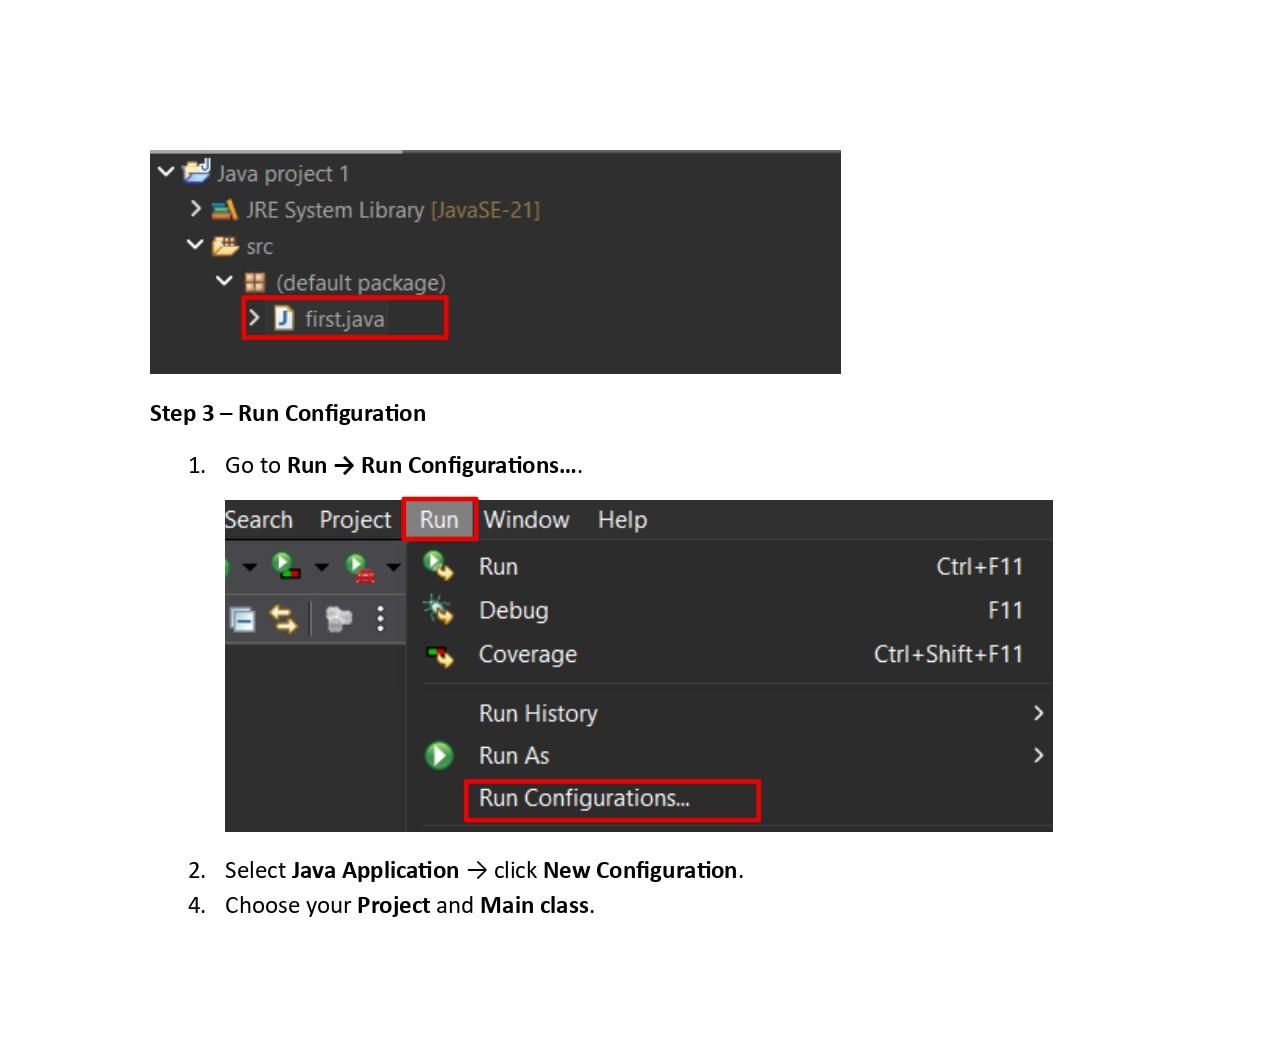 Java project 1
JRE System Library [JavaSE-21]
src
(default package)
first.java
Step 3 – Run Configuration
1. Go to Run → Run Configurations….
Search Project Run Window Help
Run Ctrl+F11
Debug F11
Coverage Ctrl+Shift+F11
Run History
Run As
Run Configurations...
2. Select Java Application → click New Configuration.
4. Choose your Project and Main class.